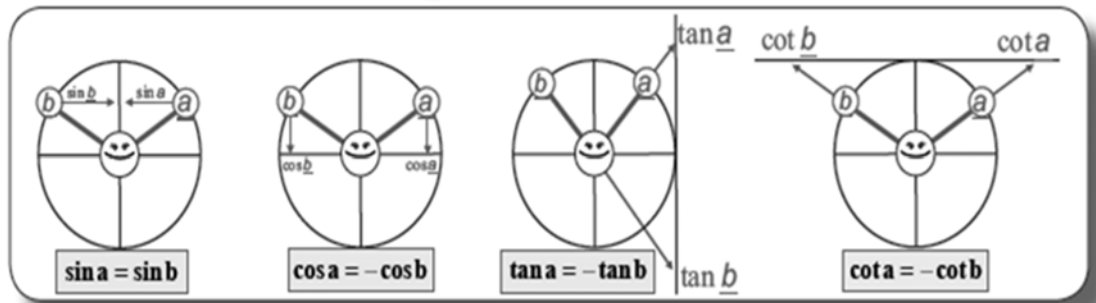 b sin b sin a a
sin a = sin b
b a
cos b cos a
cos a = -cos b
b a tan a
tan b
tan a = -tan b
cot b cot a
b a
cot a = -cot b